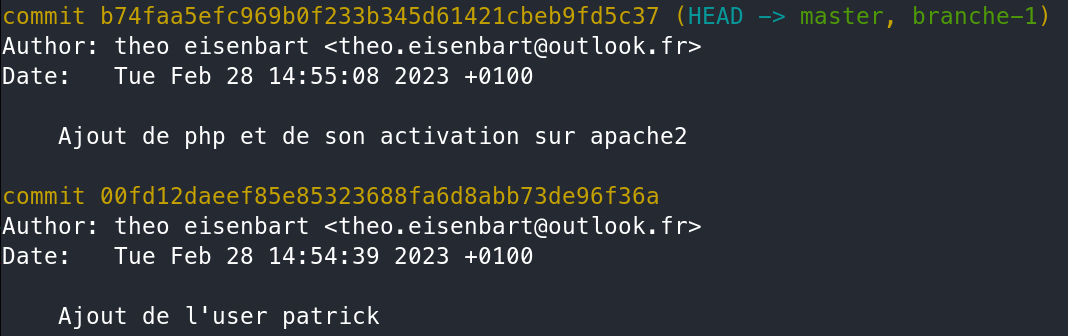 commit b74faa5efc969b0f233b345d61421cbeb9fd5c37 (HEAD -> master, branche-1)
Author: theo eisenbart <theo.eisenbart@outlook.fr>
Date:   Tue Feb 28 14:55:08 2023 +0100
Ajout de php et de son activation sur apache2
commit 00fd12daeef85e85323688fa6d8abb73de96f36a
Author: theo eisenbart <theo.eisenbart@outlook.fr>
Date:   Tue Feb 28 14:54:39 2023 +0100
Ajout de l'user patrick